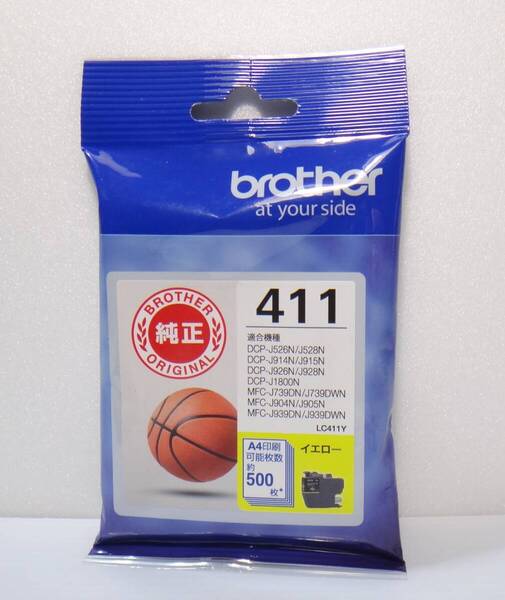 brother
at your side
BROTHER
純正
ORIGINAL
411
適合機種
DCP-J526N/J528N
DCP-J914N/J915N
DCP-J926N/J928N
DCP-J1800N
MFC-J739DN/J739DWN
MFC-J904N/J905N
MFC-J939DN/J939DWN
LC411Y
A4印刷
可能枚数
約
500
枚*
イエロー